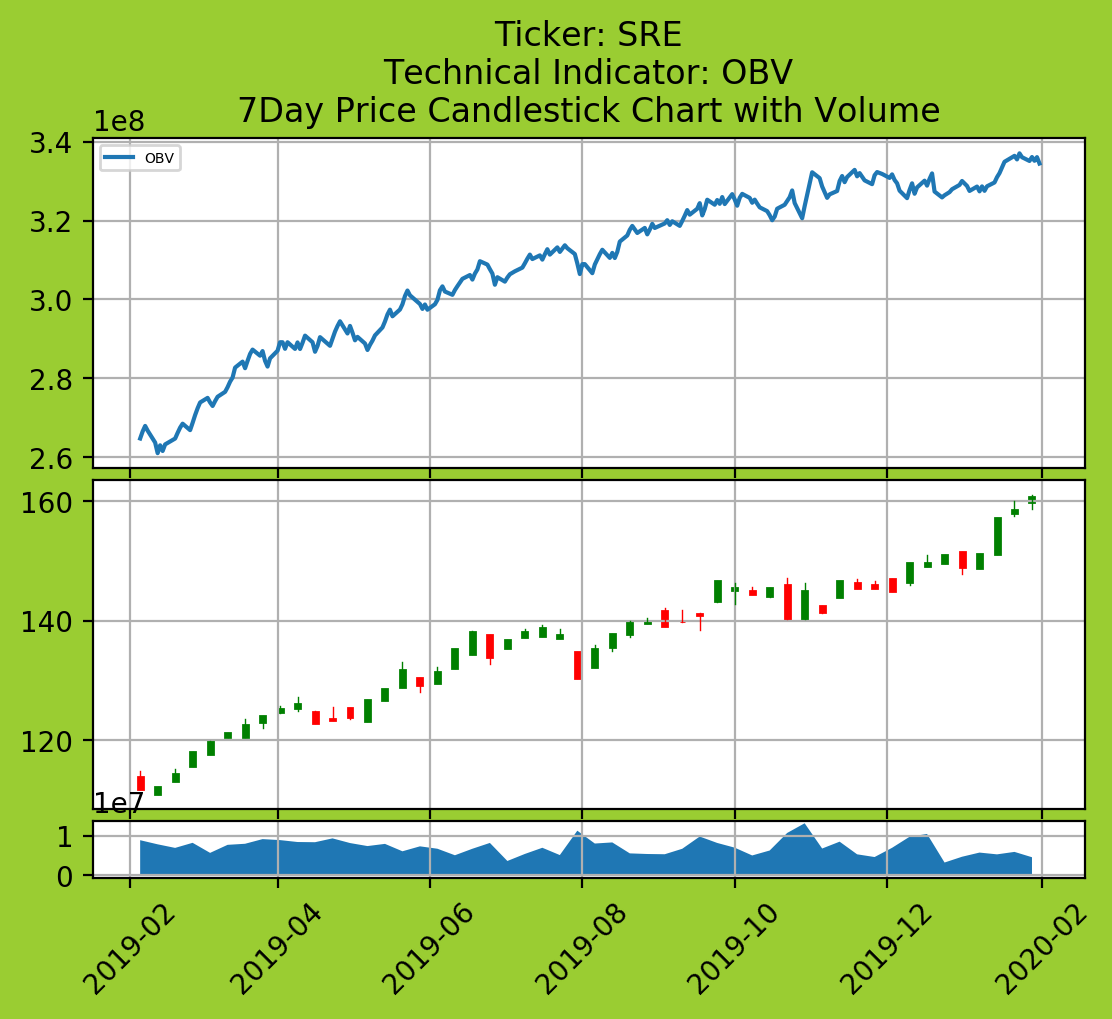 Ticker: SRE
Technical Indicator: OBV
7Day Price Candlestick Chart with Volume
1e8
3.4
3.2
3.0
2.8
2.6
OBV
160
140
120
1e7
1
0
2019-02
2019-04
2019-06
2019-08
2019-10
2019-12
2020-02